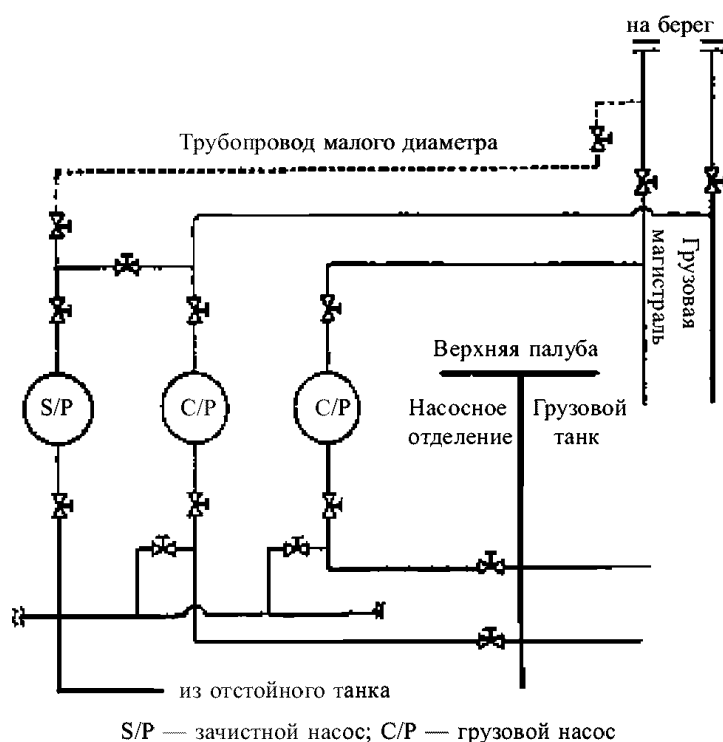 на берег
Трубопровод малого диаметра
Грузовая
магистраль
Верхняя палуба
S/P
C/P
C/P
Насосное
отделение
Грузовой
танк
из отстойного танка
S/P — зачистной насос; C/P — грузовой насос